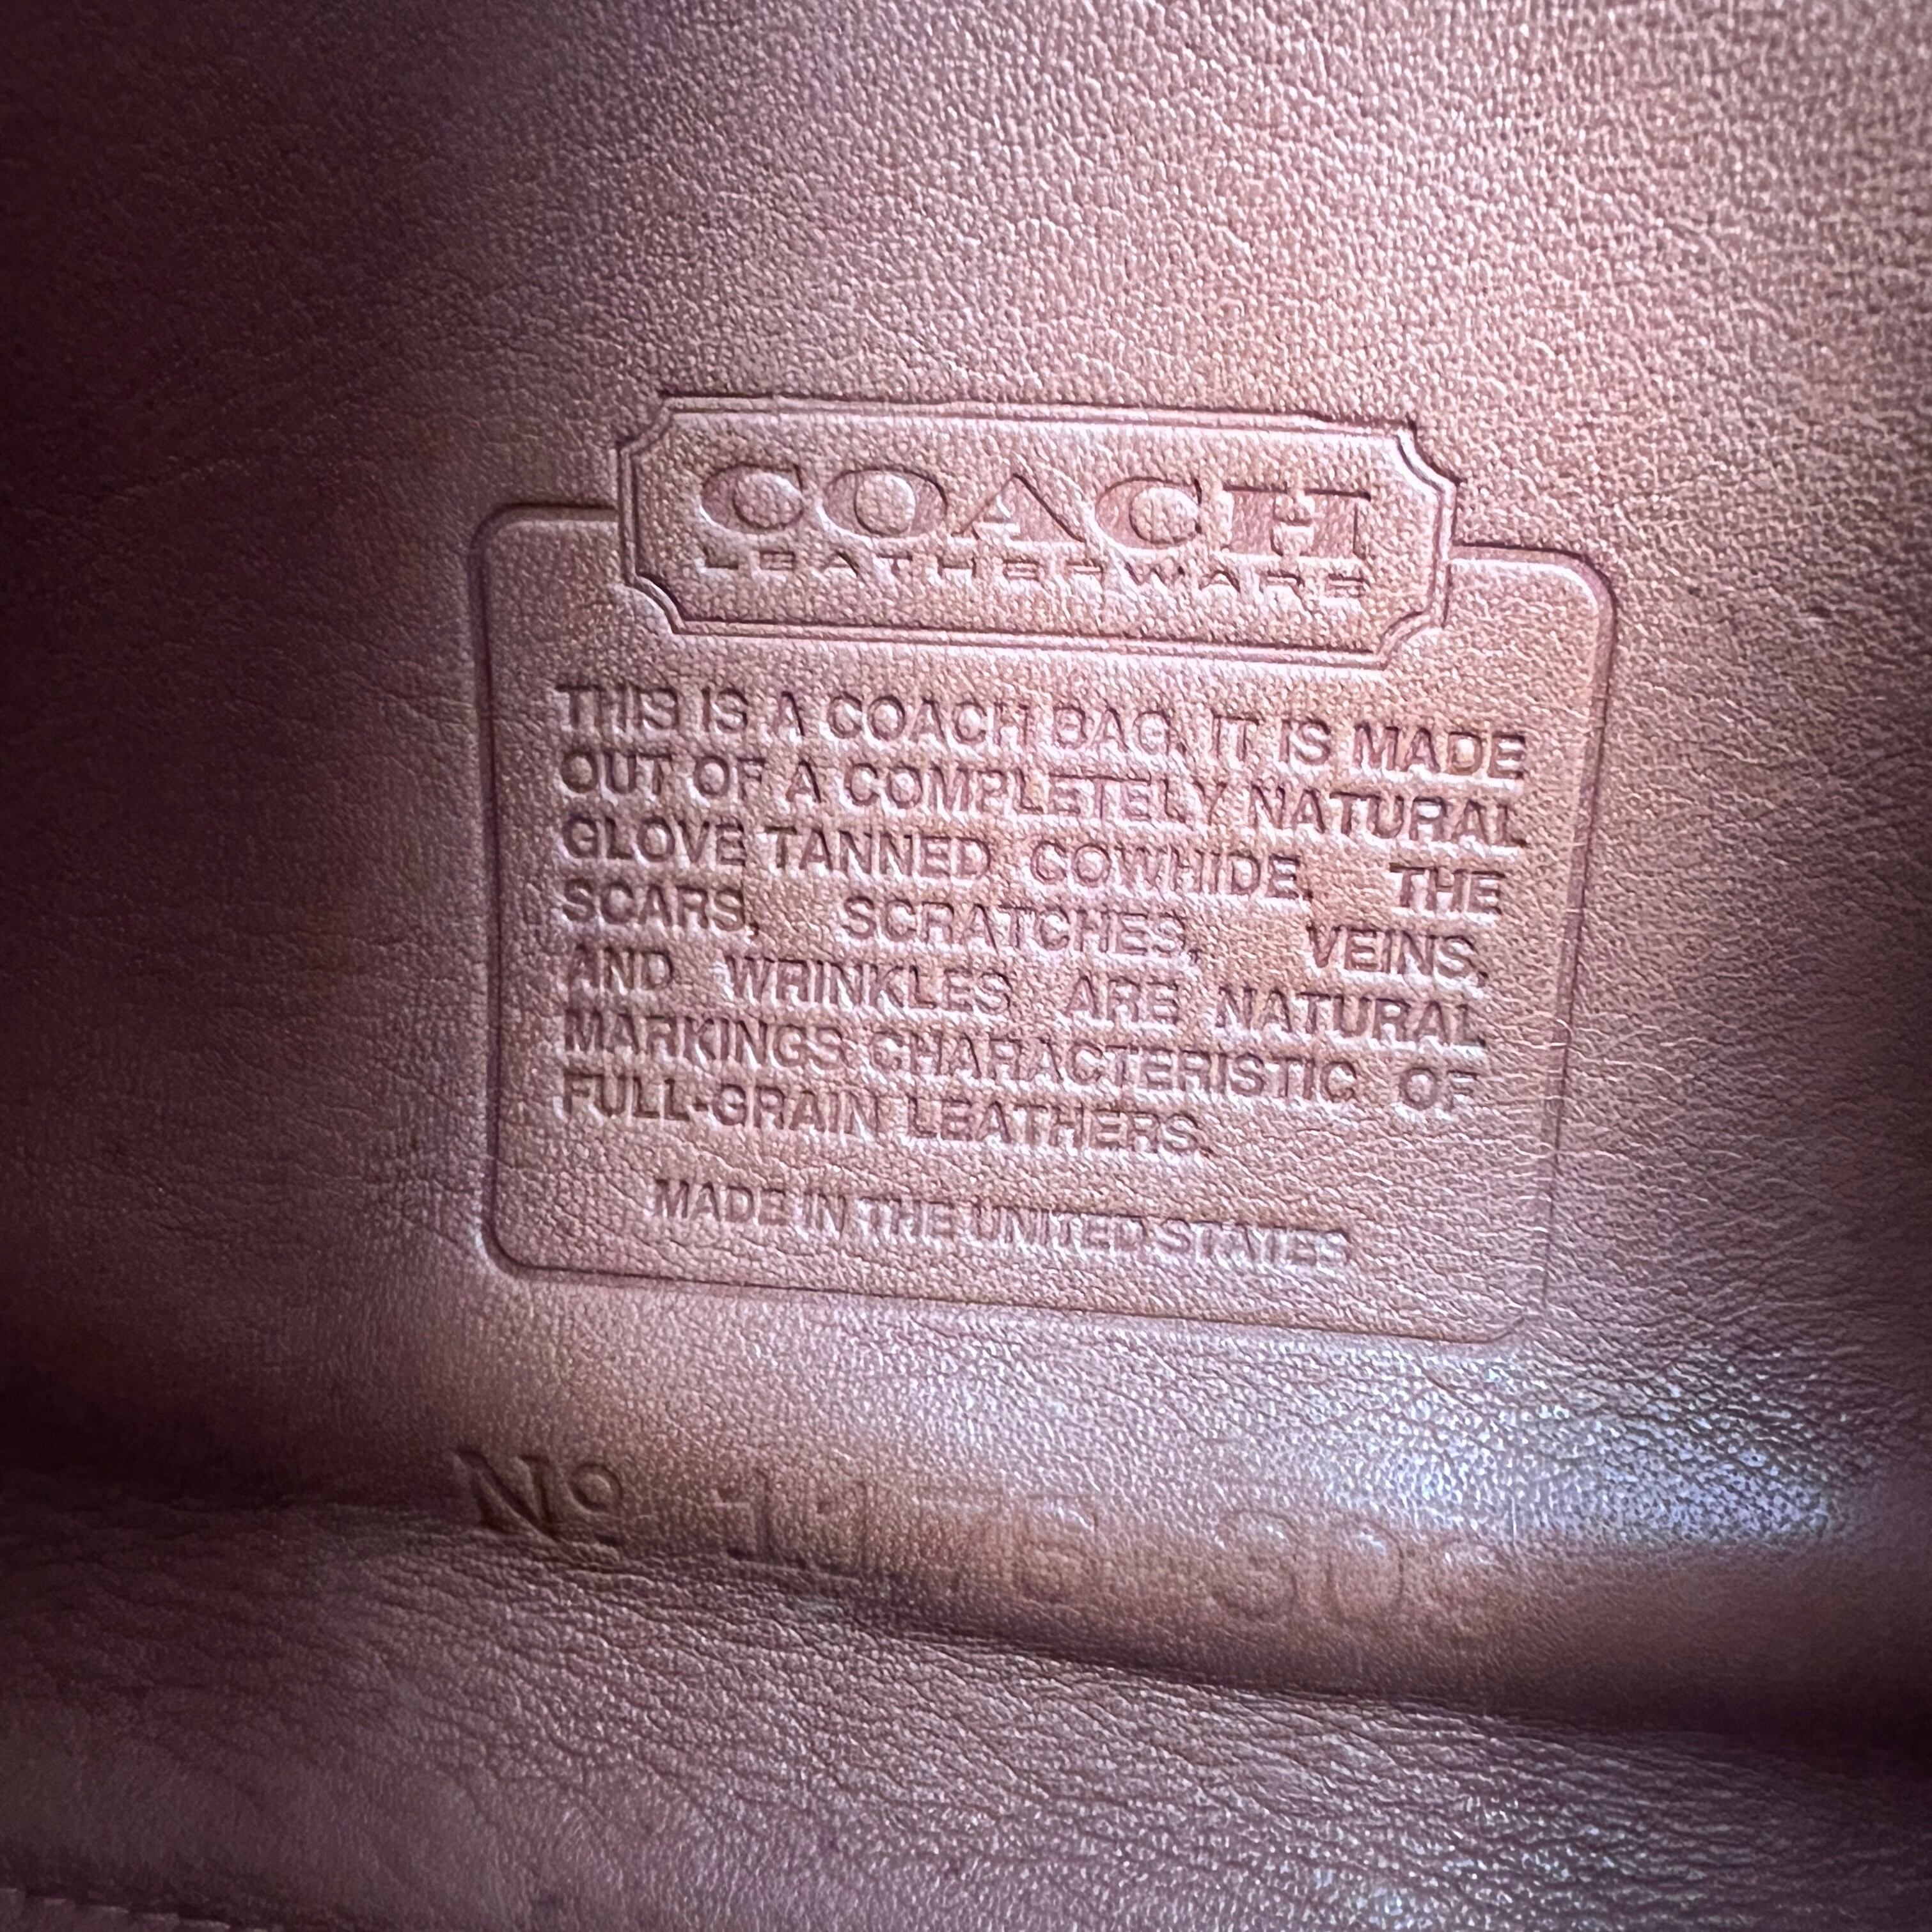 COACH
LEATHERWARE
THIS IS A COACH BAG. IT IS MADE
OUT OF A COMPLETELY NATURAL
GLOVE TANNED COWHIDE. THE
SCARS, SCRATCHES, VEINS,
AND WRINKLES ARE NATURAL
MARKINGS CHARACTERISTIC OF
FULL-GRAIN LEATHERS.
MADE IN THE UNITED STATES
Nº